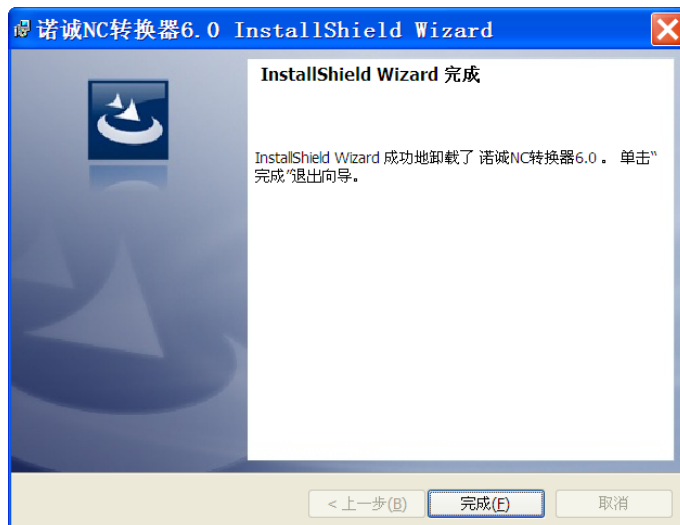 诺诚NC转换器6.0 InstallShield Wizard
InstallShield Wizard 完成
InstallShield Wizard 成功地卸载了 诺诚NC转换器6.0 。 单击“
完成”退出向导。
< 上一步(B)
完成(F)
取消